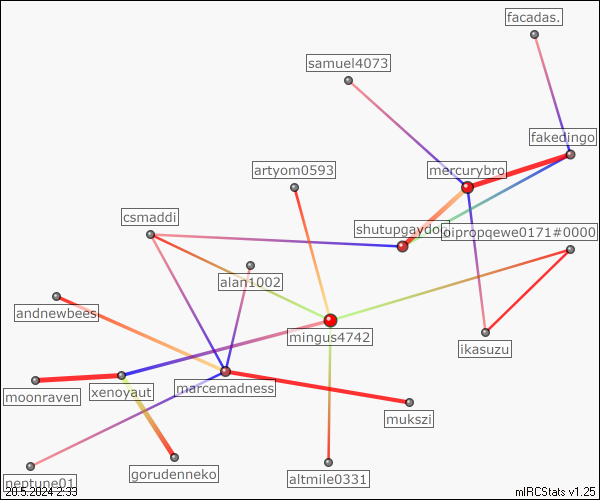 facadas.
samuel4073
fakedingo
artyom0593
mercurybro
csmaddi
shutupgaydog
pipropqewe0171#0000
alan1002
andnewbees
mingus4742
ikasuzu
moonraven
xenoyaut
marcemadness
mukszi
neptune01
gorudenneko
altmile0331
20.5.2024 2:33
mIRCStats v1.25